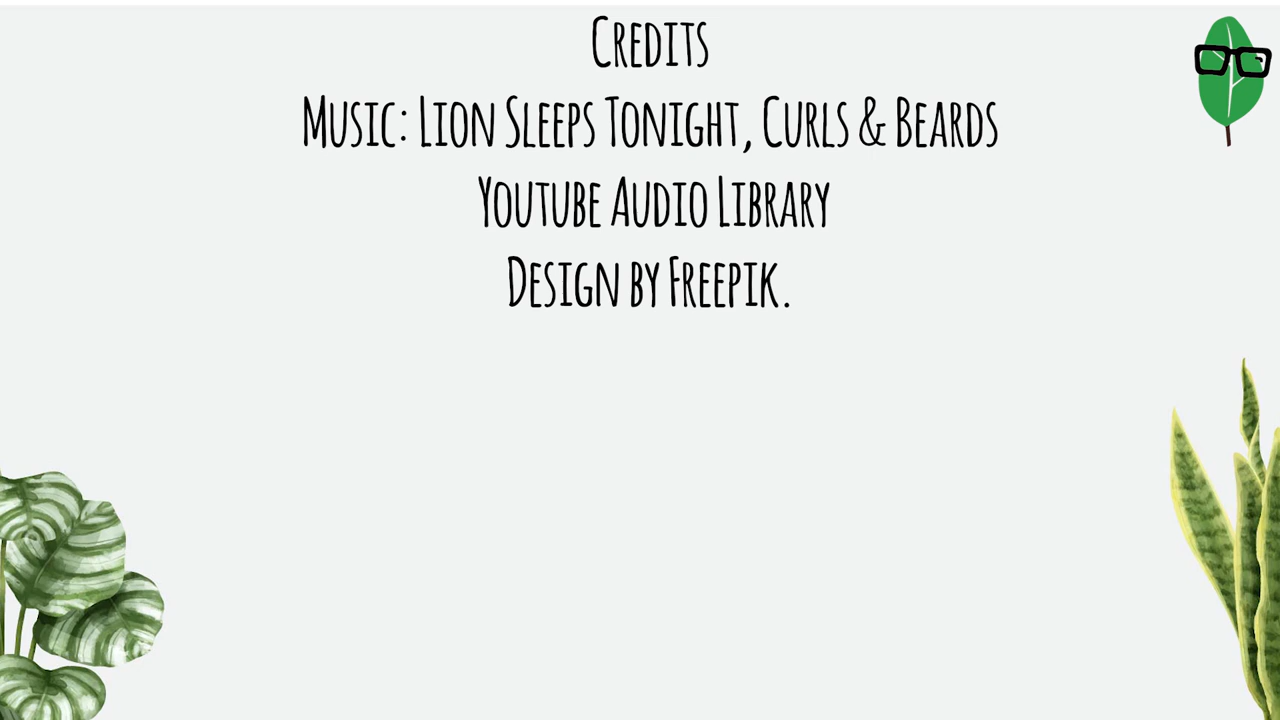 Credits
Music: Lion Sleeps Tonight, Curls & Beards
Youtube Audio Library
Design by Freepik.